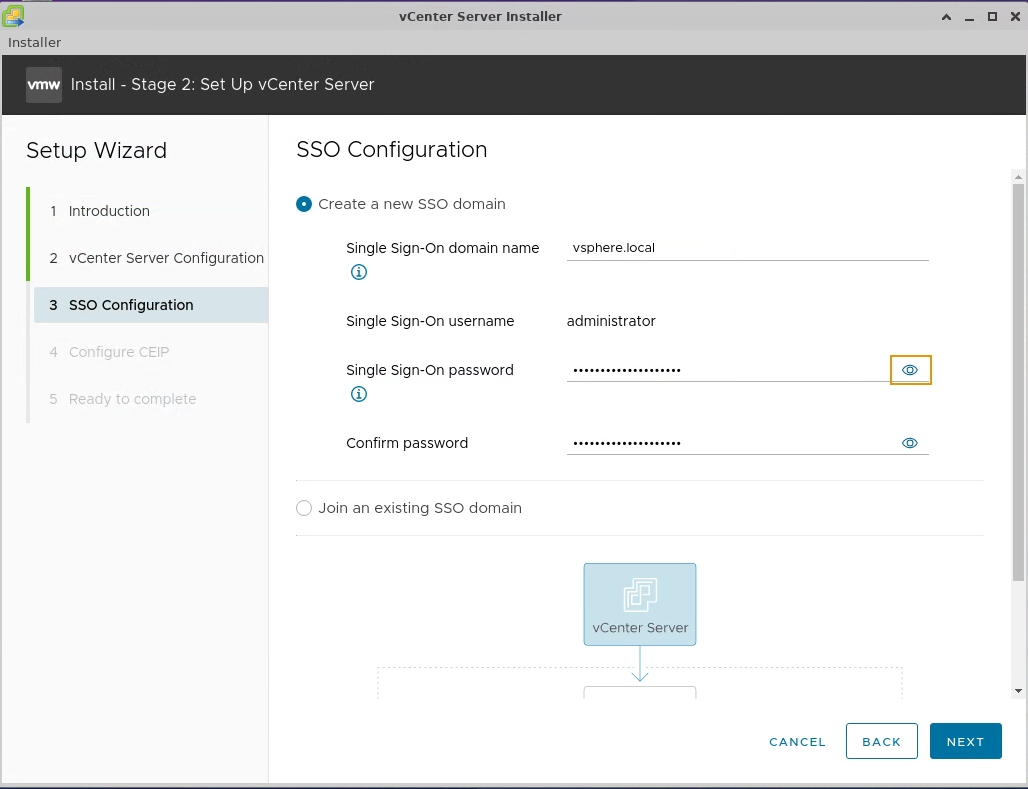 vCenter Server Installer
Installer
vmw Install - Stage 2: Set Up vCenter Server
Setup Wizard
1 Introduction
2 vCenter Server Configuration
3 SSO Configuration
4 Configure CEIP
5 Ready to complete
SSO Configuration
Create a new SSO domain
Single Sign-On domain name vsphere.local
Single Sign-On username administrator
Single Sign-On password ••••••••••••••••••••
Confirm password ••••••••••••••••••••
Join an existing SSO domain
vCenter Server
CANCEL BACK NEXT